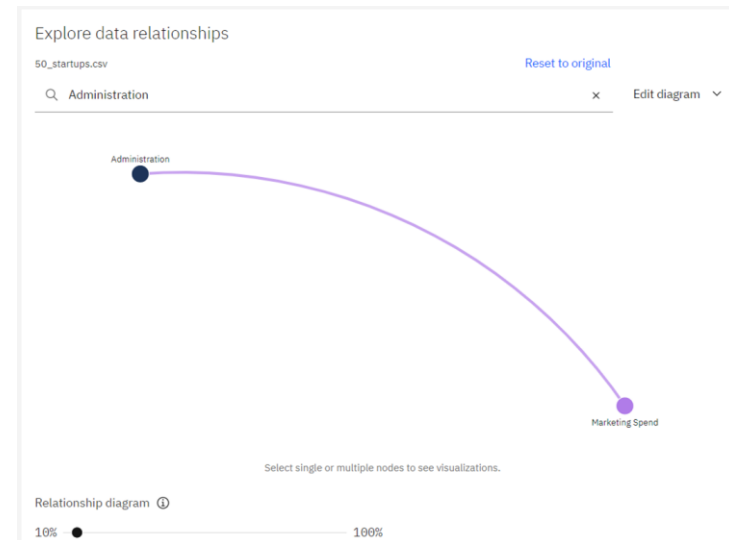 Explore data relationships
50_startups.csv
Reset to original
Administration
Edit diagram
Administration
Marketing Spend
Select single or multiple nodes to see visualizations.
Relationship diagram
10%
100%